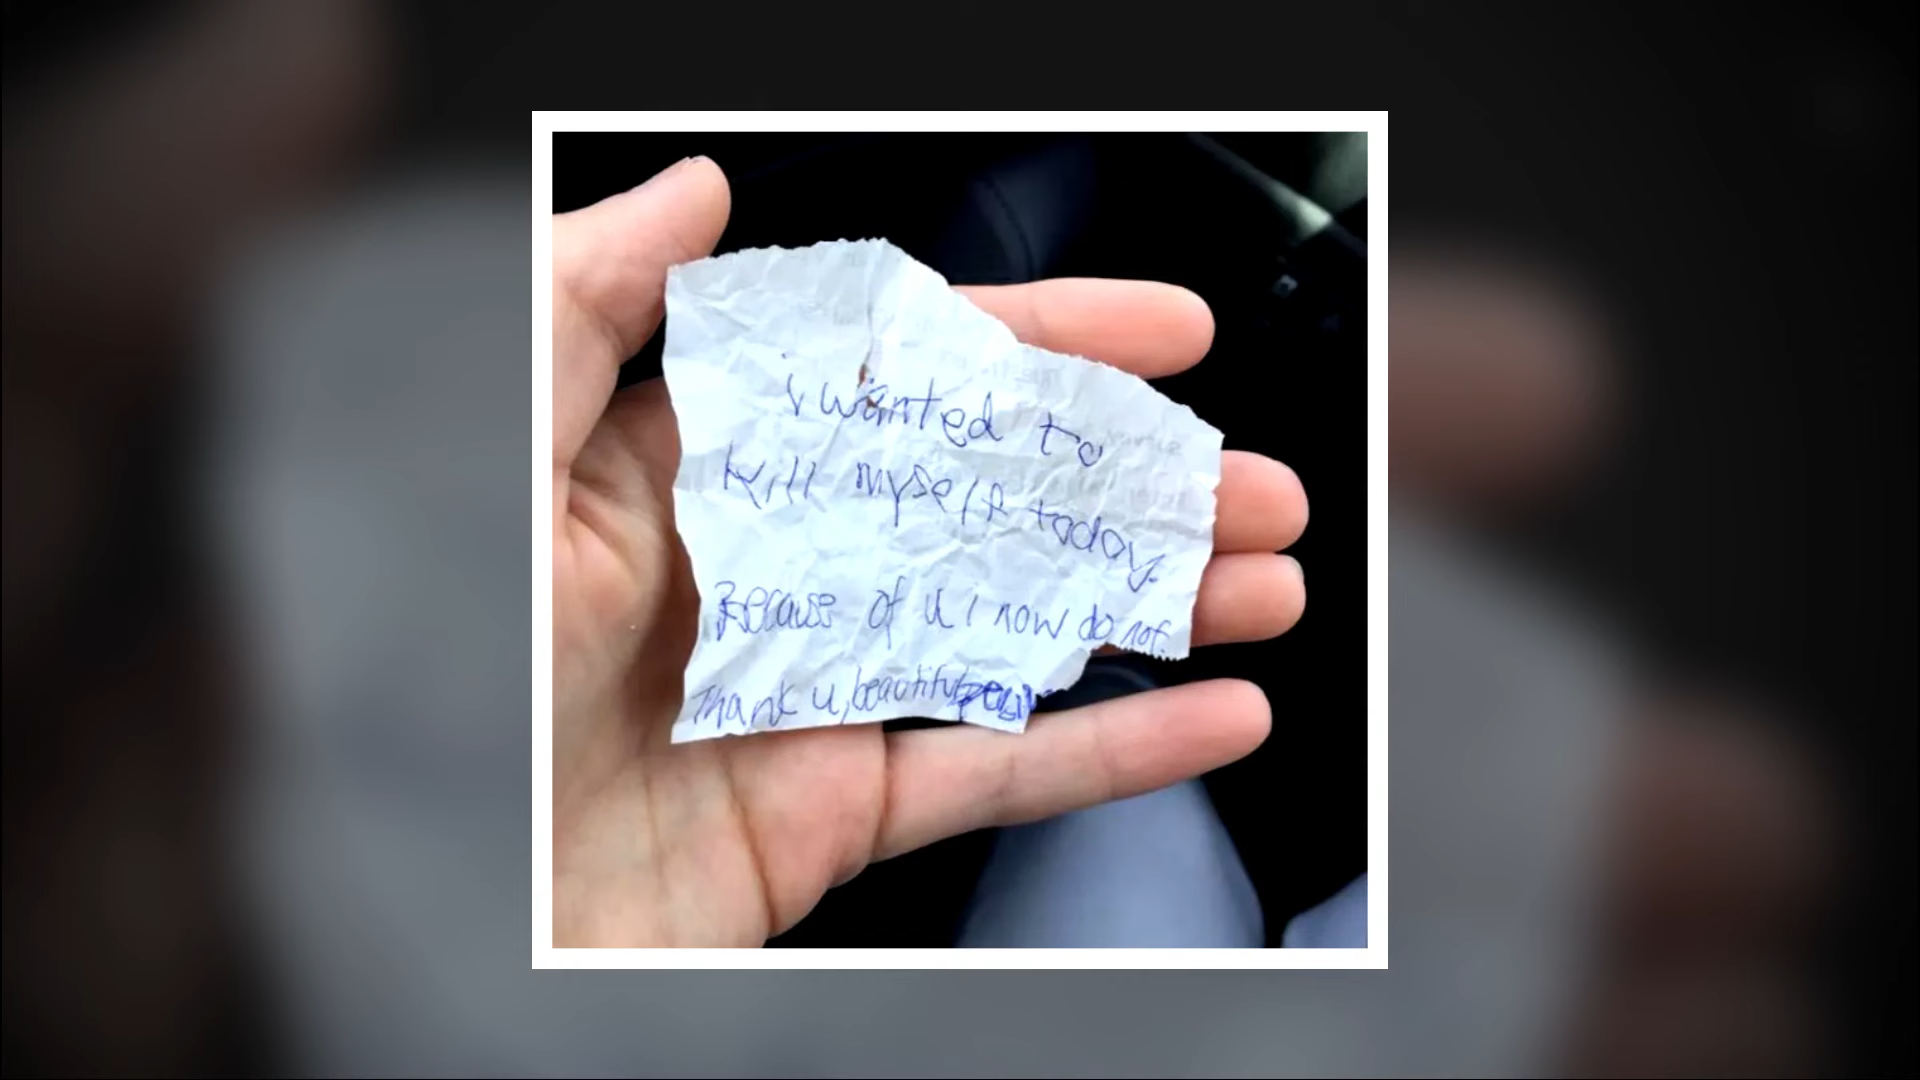 i wanted to
kill myself today.
Because of u i now do not.
Thank u, beautiful